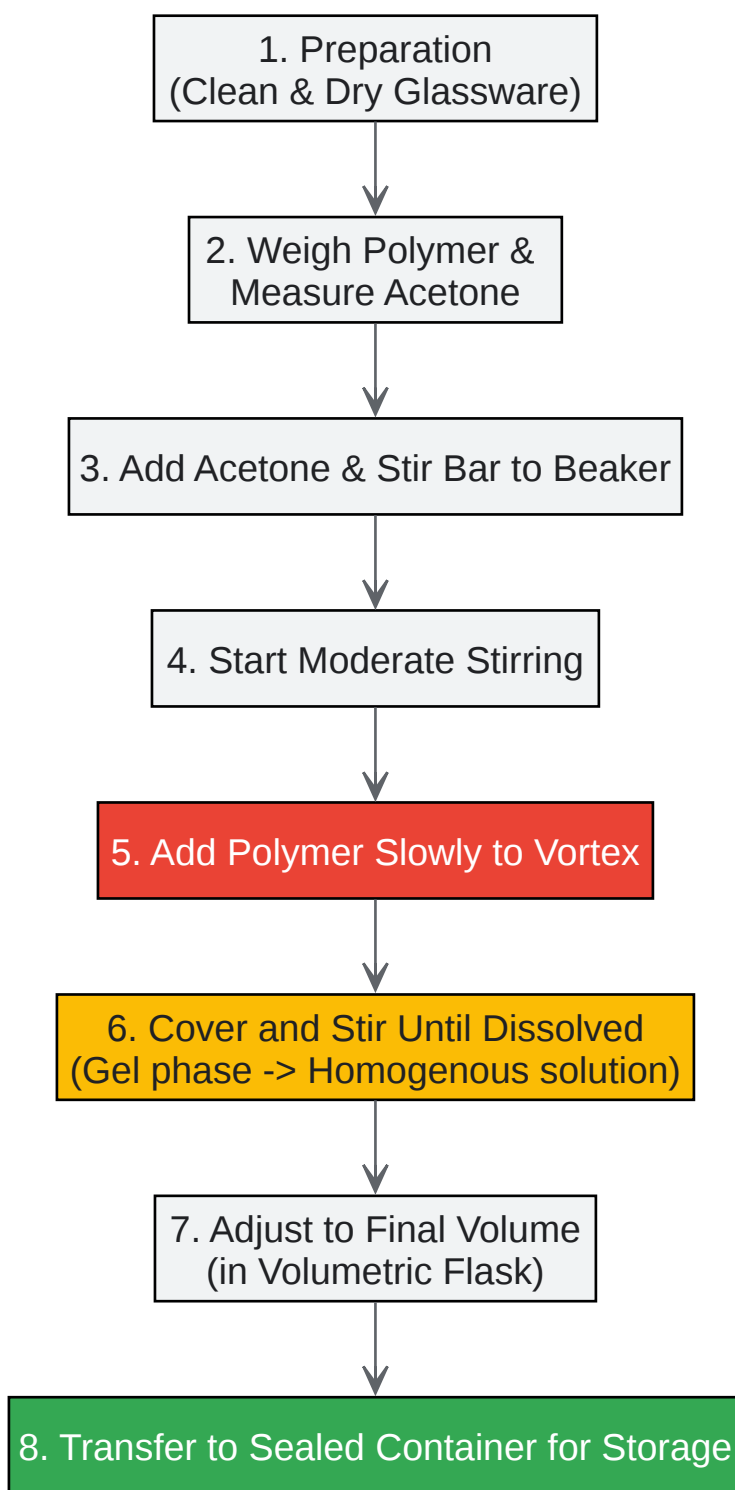 1. Preparation
(Clean & Dry Glassware)
2. Weigh Polymer &
Measure Acetone
3. Add Acetone & Stir Bar to Beaker
4. Start Moderate Stirring
5. Add Polymer Slowly to Vortex
6. Cover and Stir Until Dissolved
(Gel phase -> Homogenous solution)
7. Adjust to Final Volume
(in Volumetric Flask)
8. Transfer to Sealed Container for Storage